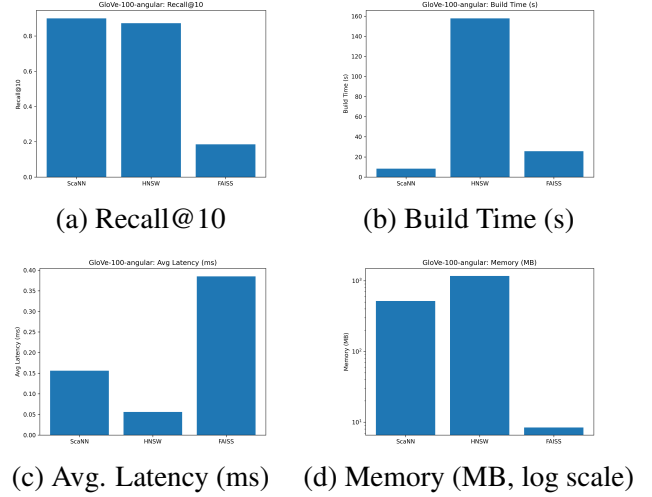 GloVe-100-angular: Recall@10
Recall@10
0.8
0.6
0.4
0.2
0.0
ScaNN HNSW FAISS
(a) Recall@10
GloVe-100-angular: Build Time (s)
Build Time (s)
160
140
120
100
80
60
40
20
0
ScaNN HNSW FAISS
(b) Build Time (s)
GloVe-100-angular: Avg Latency (ms)
Avg Latency (ms)
0.40
0.35
0.30
0.25
0.20
0.15
0.10
0.05
0.00
ScaNN HNSW FAISS
(c) Avg. Latency (ms)
GloVe-100-angular: Memory (MB)
Memory (MB)
10³
10²
10¹
ScaNN HNSW FAISS
(d) Memory (MB, log scale)